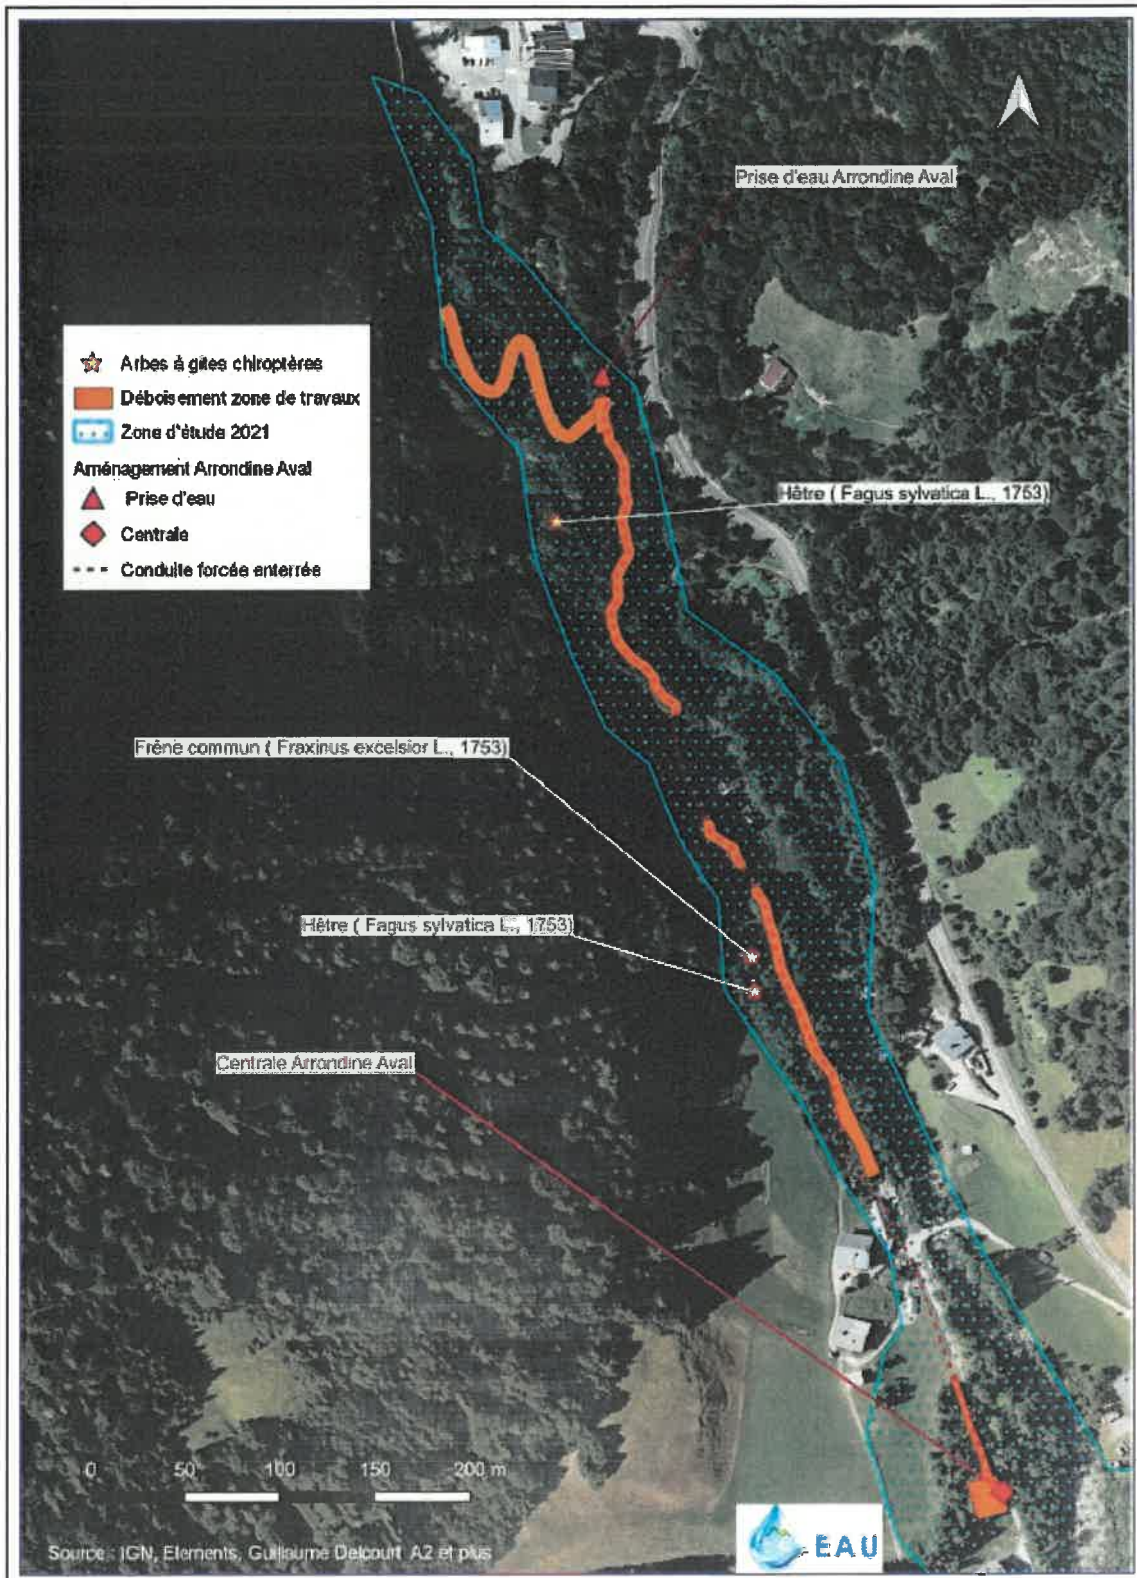 Prise d'eau Arrondine Aval
Arbes à gîtes chiroptères
Déboisement zone de travaux
Zone d'étude 2021
Aménagement Arrondine Aval
Prise d'eau
Centrale
Conduite forcée enterrée
Hêtre ( Fagus sylvatica L., 1753)
Frêne commun ( Fraxinus excelsior L., 1753)
Hêtre ( Fagus sylvatica L., 1753)
Centrale Arrondine Aval
0 50 100 150 200 m
EAU
Source : IGN, Elements, Guillaume Delcourt A2 et plus